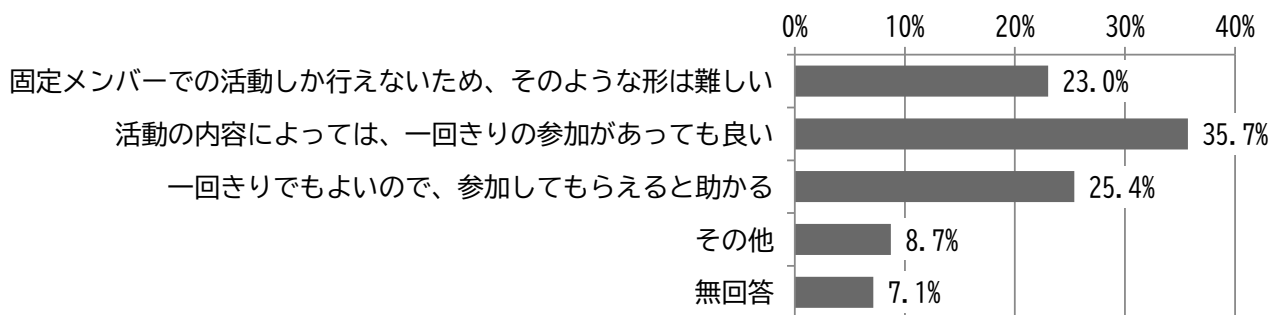 0% 10% 20% 30% 40%
固定メンバーでの活動しか行えないため、そのような形は難しい 23.0%
活動の内容によっては、一回きりの参加があっても良い 35.7%
一回きりでもよいので、参加してもらえると助かる 25.4%
その他 8.7%
無回答 7.1%